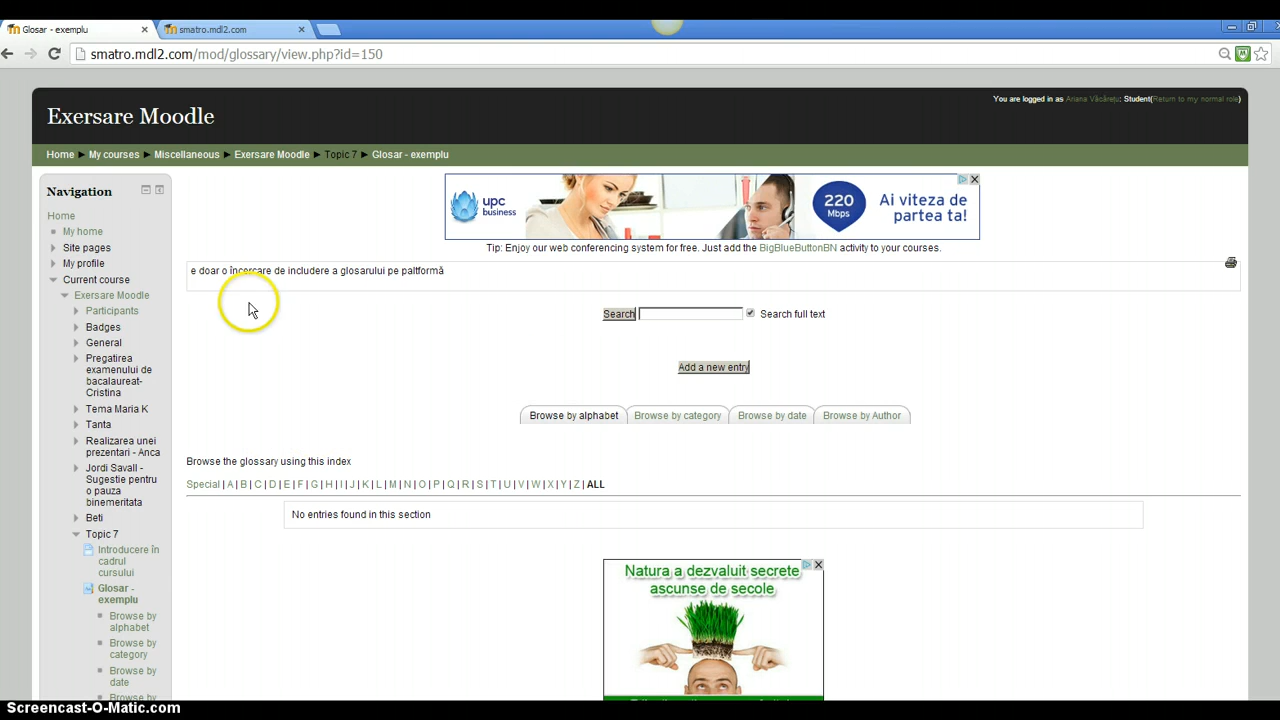 Glosar - exemplu
smatro.mdl2.com
smatro.mdl2.com/mod/glossary/view.php?id=150
You are logged in as Ariana Văcărețu: Student(Return to my normal role)
Exersare Moodle
Home ► My courses ► Miscellaneous ► Exersare Moodle ► Topic 7 ► Glosar - exemplu
Navigation
Home
My home
Site pages
My profile
Current course
Exersare Moodle
Participants
Badges
General
Pregatirea
examenului de
bacalaureat-
Cristina
Tema Maria K
Tanta
Realizarea unei
prezentari - Anca
Jordi Savall -
Sugestie pentru
o pauza
binemeritata
Beti
Topic 7
Introducere în
cadrul
cursului
Glosar -
exemplu
Browse by
alphabet
Browse by
category
Browse by
date
Browse by
upc
business
220
Mbps
Ai viteza de
partea ta!
Tip: Enjoy our web conferencing system for free. Just add the BigBlueButtonBN activity to your courses.
e doar o încercare de includere a glosarului pe paltformă
Search
Search full text
Add a new entry
Browse by alphabet
Browse by category
Browse by date
Browse by Author
Browse the glossary using this index
Special | A | B | C | D | E | F | G | H | I | J | K | L | M | N | O | P | Q | R | S | T | U | V | W | X | Y | Z | ALL
No entries found in this section
Natura a dezvaluit secrete
ascunse de secole
Screencast-O-Matic.com